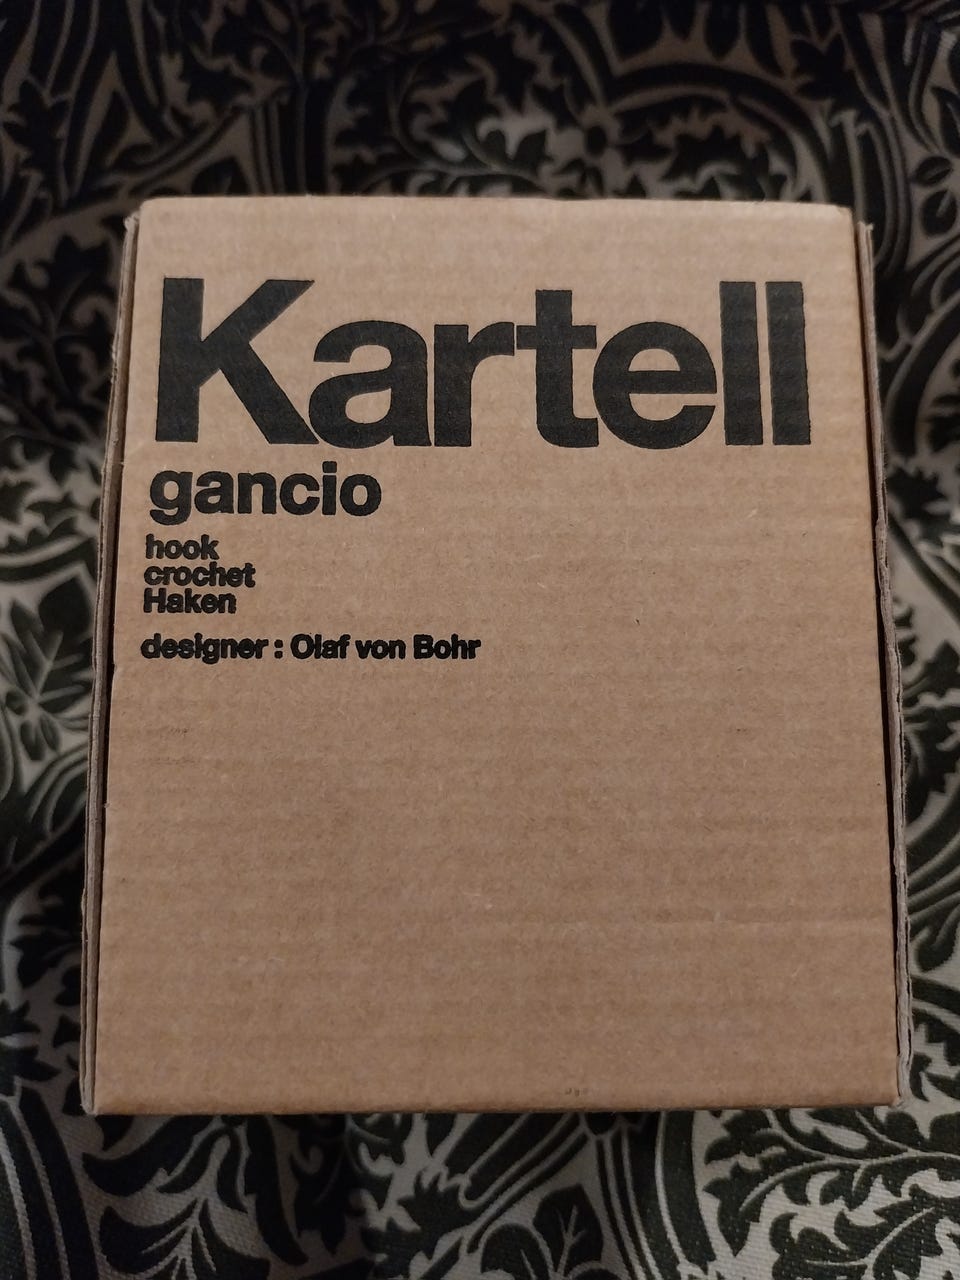 Kartell
gancio
hook
crochet
Haken
designer : Olaf von Bohr